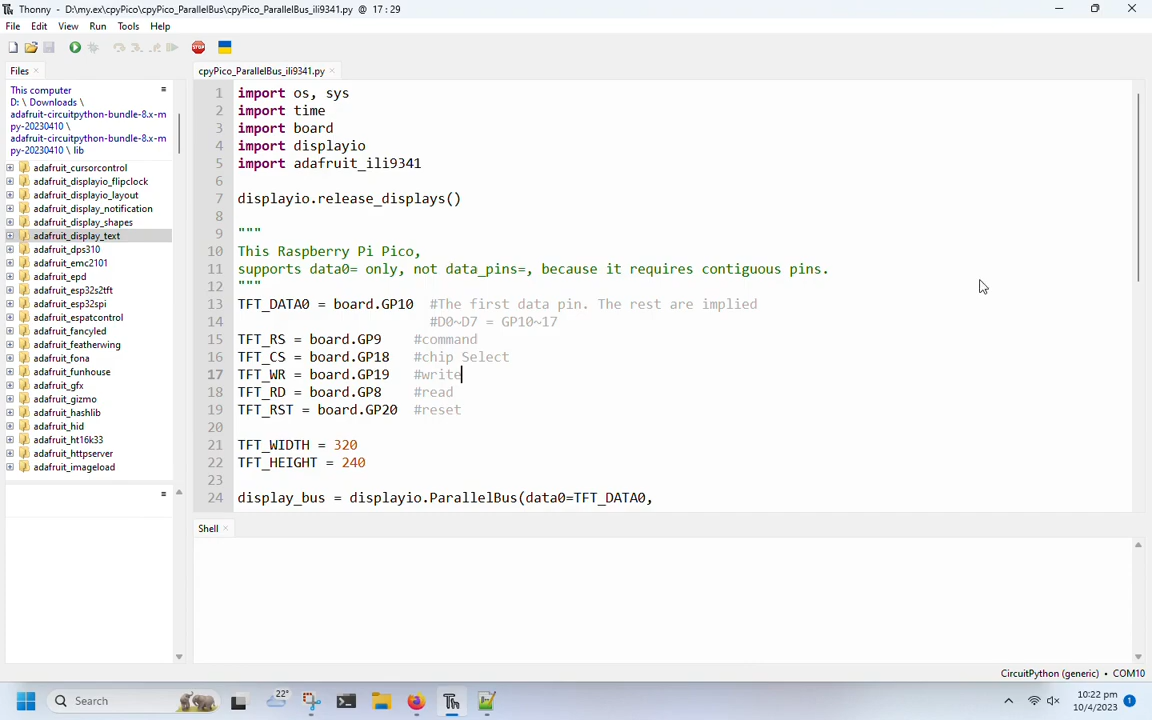 Thonny - D:\my.ex\cpyPico\cpyPico_ParallelBus\cpyPico_ParallelBus_ili9341.py @ 17 : 29
File Edit View Run Tools Help
STOP
Files ×
cpyPico_ParallelBus_ili9341.py ×
This computer
D: \ Downloads \
adafruit-circuitpython-bundle-8.x-m
py-20230410 \
adafruit-circuitpython-bundle-8.x-m
py-20230410 \ lib
adafruit_cursorcontrol
adafruit_displayio_flipclock
adafruit_displayio_layout
adafruit_display_notification
adafruit_display_shapes
adafruit_display_text
adafruit_dps310
adafruit_emc2101
adafruit_epd
adafruit_esp32s2tft
adafruit_esp32spi
adafruit_espatcontrol
adafruit_fancyled
adafruit_featherwing
adafruit_fona
adafruit_funhouse
adafruit_gfx
adafruit_gizmo
adafruit_hashlib
adafruit_hid
adafruit_ht16k33
adafruit_httpserver
adafruit_imageload
1 import os, sys
2 import time
3 import board
4 import displayio
5 import adafruit_ili9341
6
7 displayio.release_displays()
8
9 """
10 This Raspberry Pi Pico,
11 supports data0= only, not data_pins=, because it requires contiguous pins.
12 """
13 TFT_DATA0 = board.GP10 #The first data pin. The rest are implied
14 #D0~D7 = GP10~17
15 TFT_RS = board.GP9 #command
16 TFT_CS = board.GP18 #chip Select
17 TFT_WR = board.GP19 #write
18 TFT_RD = board.GP8 #read
19 TFT_RST = board.GP20 #reset
20
21 TFT_WIDTH = 320
22 TFT_HEIGHT = 240
23
24 display_bus = displayio.ParallelBus(data0=TFT_DATA0,
Shell ×
CircuitPython (generic) • COM10
Search
22°
Th
10:22 pm
10/4/2023
1